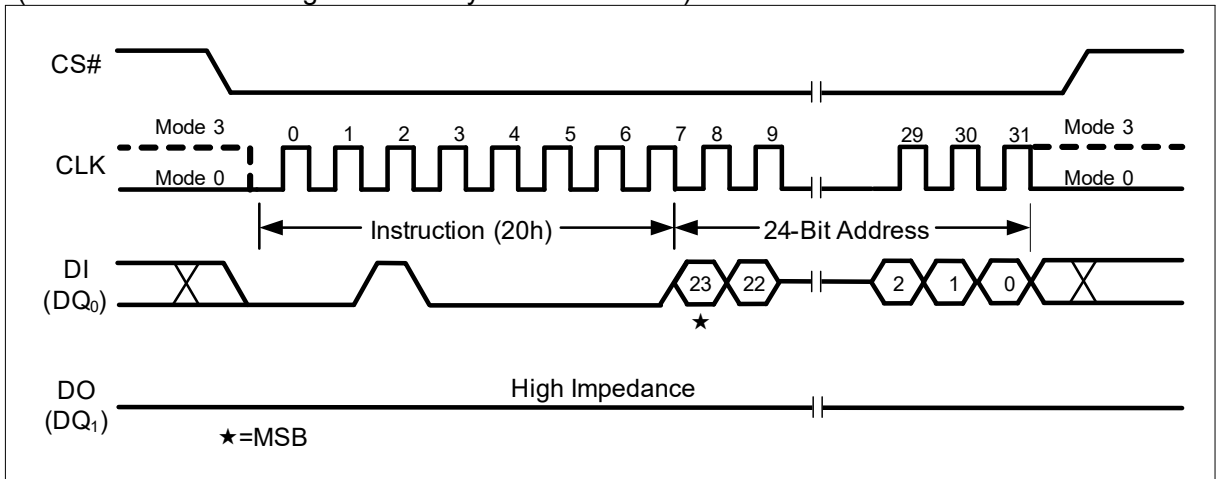 CS#
Mode 3 0 1 2 3 4 5 6 7 8 9 29 30 31 Mode 3
CLK
Mode 0 Mode 0
Instruction (20h) 24-Bit Address
DI
(DQ₀)
23 22 2 1 0
★
High Impedance
DO
(DQ₁)
★=MSB